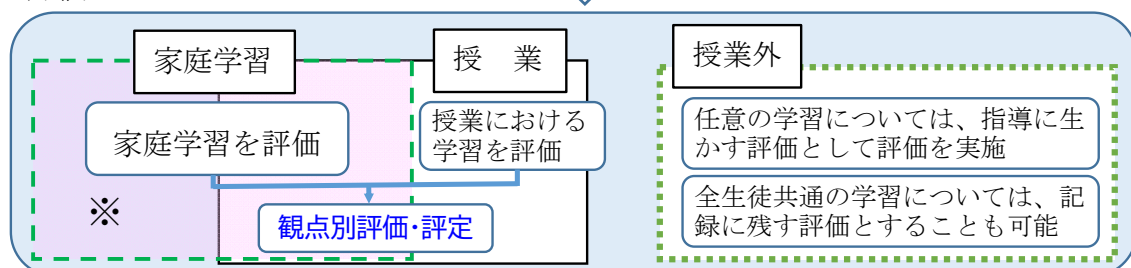 家庭学習
授　業
授業外
家庭学習を評価
授業における
学習を評価
※
観点別評価・評定
任意の学習については、指導に生
かす評価として評価を実施
全生徒共通の学習については、記
録に残す評価とすることも可能